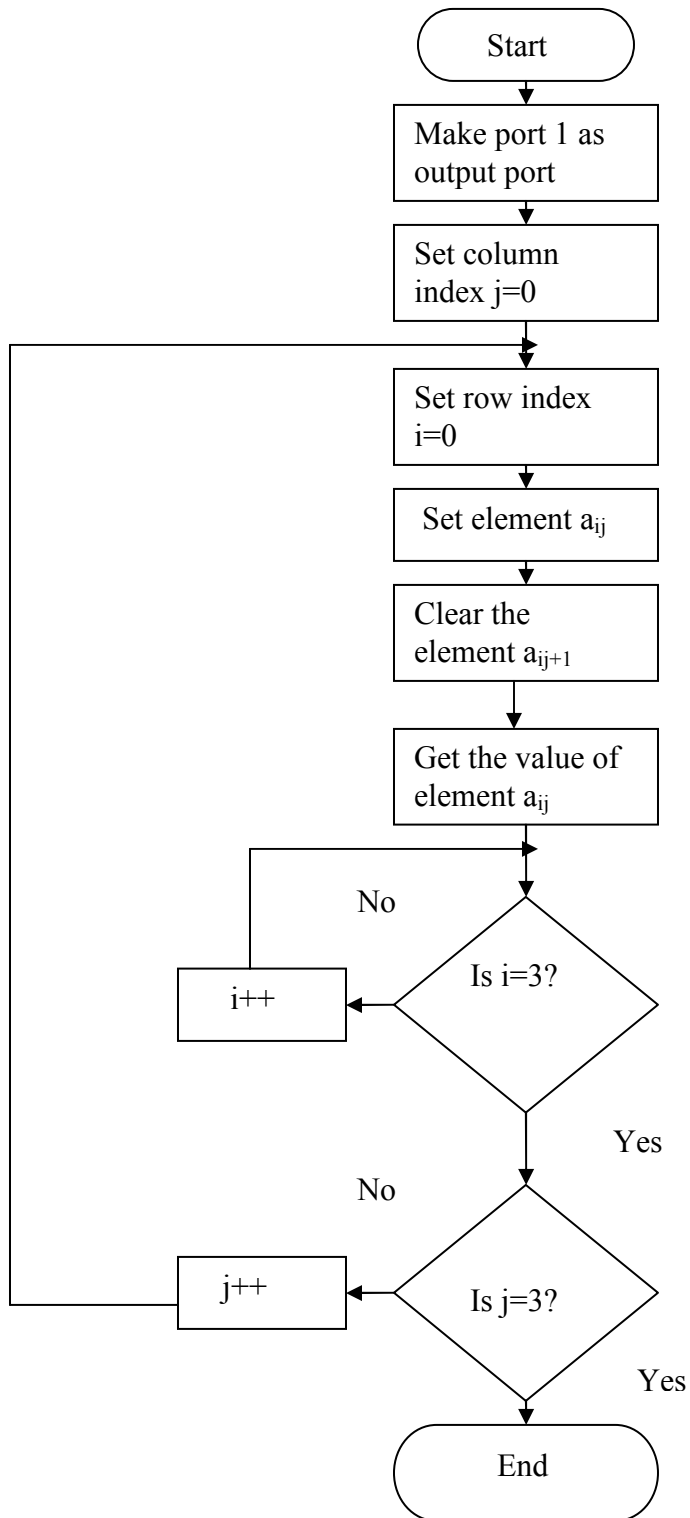 Start
Make port 1 as
output port
Set column
index j=0
Set row index
i=0
Set element aᵢⱼ
Clear the
element aᵢⱼ₊₁
Get the value of
element aᵢⱼ
No
Is i=3?
i++
Yes
No
j++
Is j=3?
Yes
End